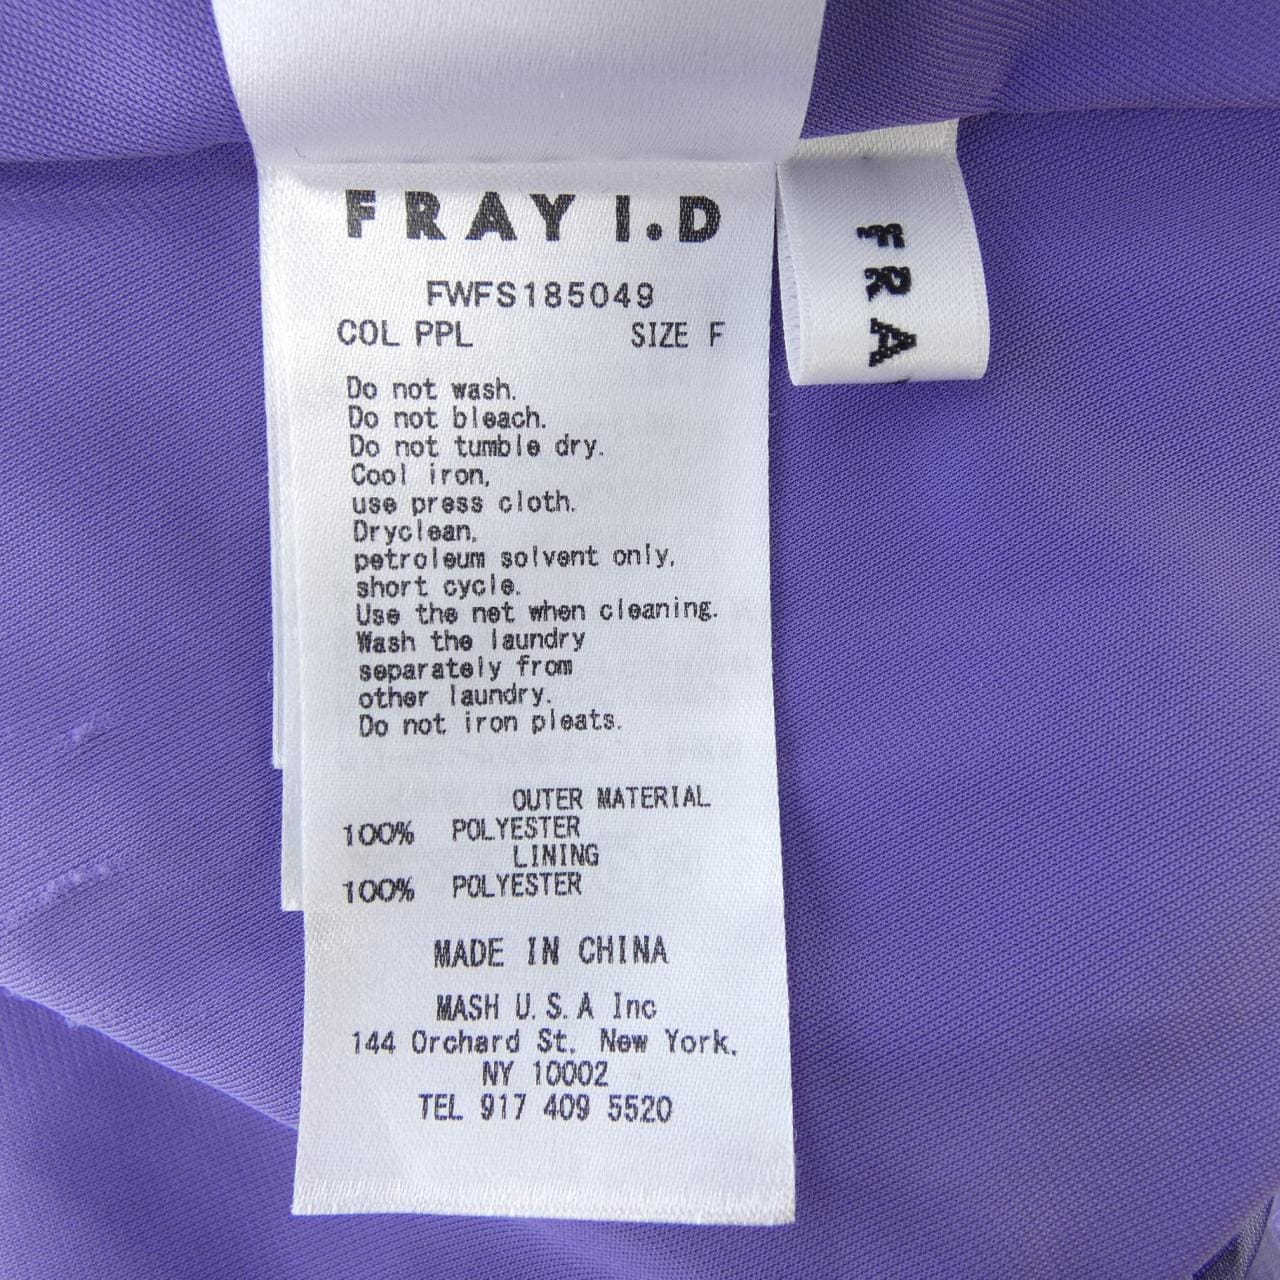 FRAY I.D
FWFS185049
COL PPL SIZE F
Do not wash.
Do not bleach.
Do not tumble dry.
Cool iron,
use press cloth.
Dryclean,
petroleum solvent only,
short cycle.
Use the net when cleaning.
Wash the laundry
separately from
other laundry.
Do not iron pleats.
OUTER MATERIAL
100% POLYESTER
LINING
100% POLYESTER
MADE IN CHINA
MASH U.S.A Inc
144 Orchard St. New York,
NY 10002
TEL 917 409 5520
FRA